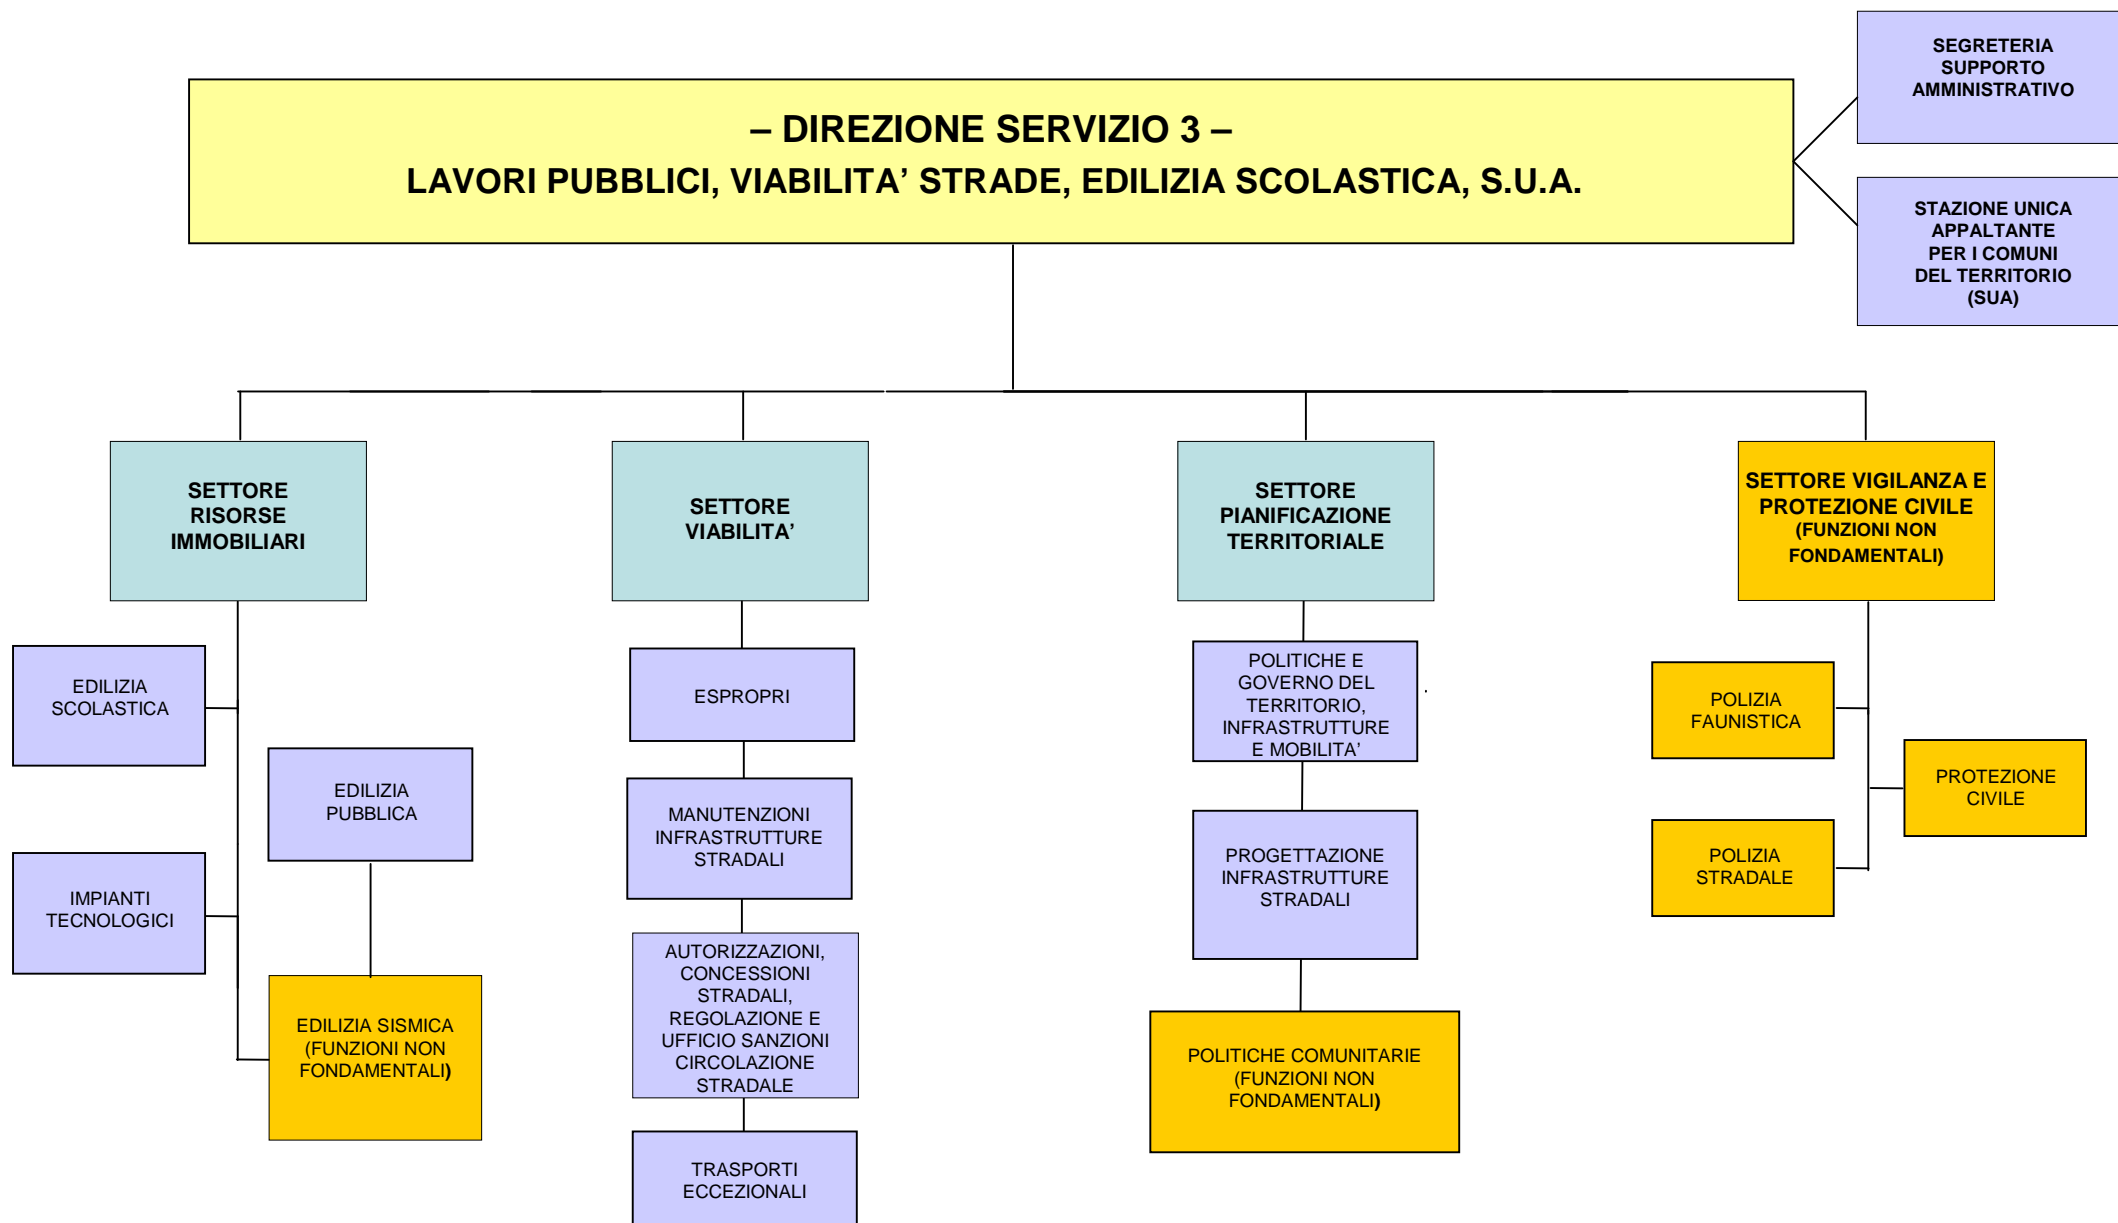 SEGRETERIA
SUPPORTO
AMMINISTRATIVO
– DIREZIONE SERVIZIO 3 –
LAVORI PUBBLICI, VIABILITA’ STRADE, EDILIZIA SCOLASTICA, S.U.A.
STAZIONE UNICA
APPALTANTE
PER I COMUNI
DEL TERRITORIO
(SUA)
SETTORE
RISORSE
IMMOBILIARI
SETTORE
VIABILITA’
SETTORE
PIANIFICAZIONE
TERRITORIALE
SETTORE VIGILANZA E
PROTEZIONE CIVILE
(FUNZIONI NON
FONDAMENTALI)
EDILIZIA
SCOLASTICA
EDILIZIA
PUBBLICA
IMPIANTI
TECNOLOGICI
EDILIZIA SISMICA
(FUNZIONI NON
FONDAMENTALI)
ESPROPRI
MANUTENZIONI
INFRASTRUTTURE
STRADALI
AUTORIZZAZIONI,
CONCESSIONI
STRADALI,
REGOLAZIONE E
UFFICIO SANZIONI
CIRCOLAZIONE
STRADALE
TRASPORTI
ECCEZIONALI
POLITICHE E
GOVERNO DEL
TERRITORIO,
INFRASTRUTTURE
E MOBILITA’
PROGETTAZIONE
INFRASTRUTTURE
STRADALI
POLITICHE COMUNITARIE
(FUNZIONI NON
FONDAMENTALI)
POLIZIA
FAUNISTICA
PROTEZIONE
CIVILE
POLIZIA
STRADALE